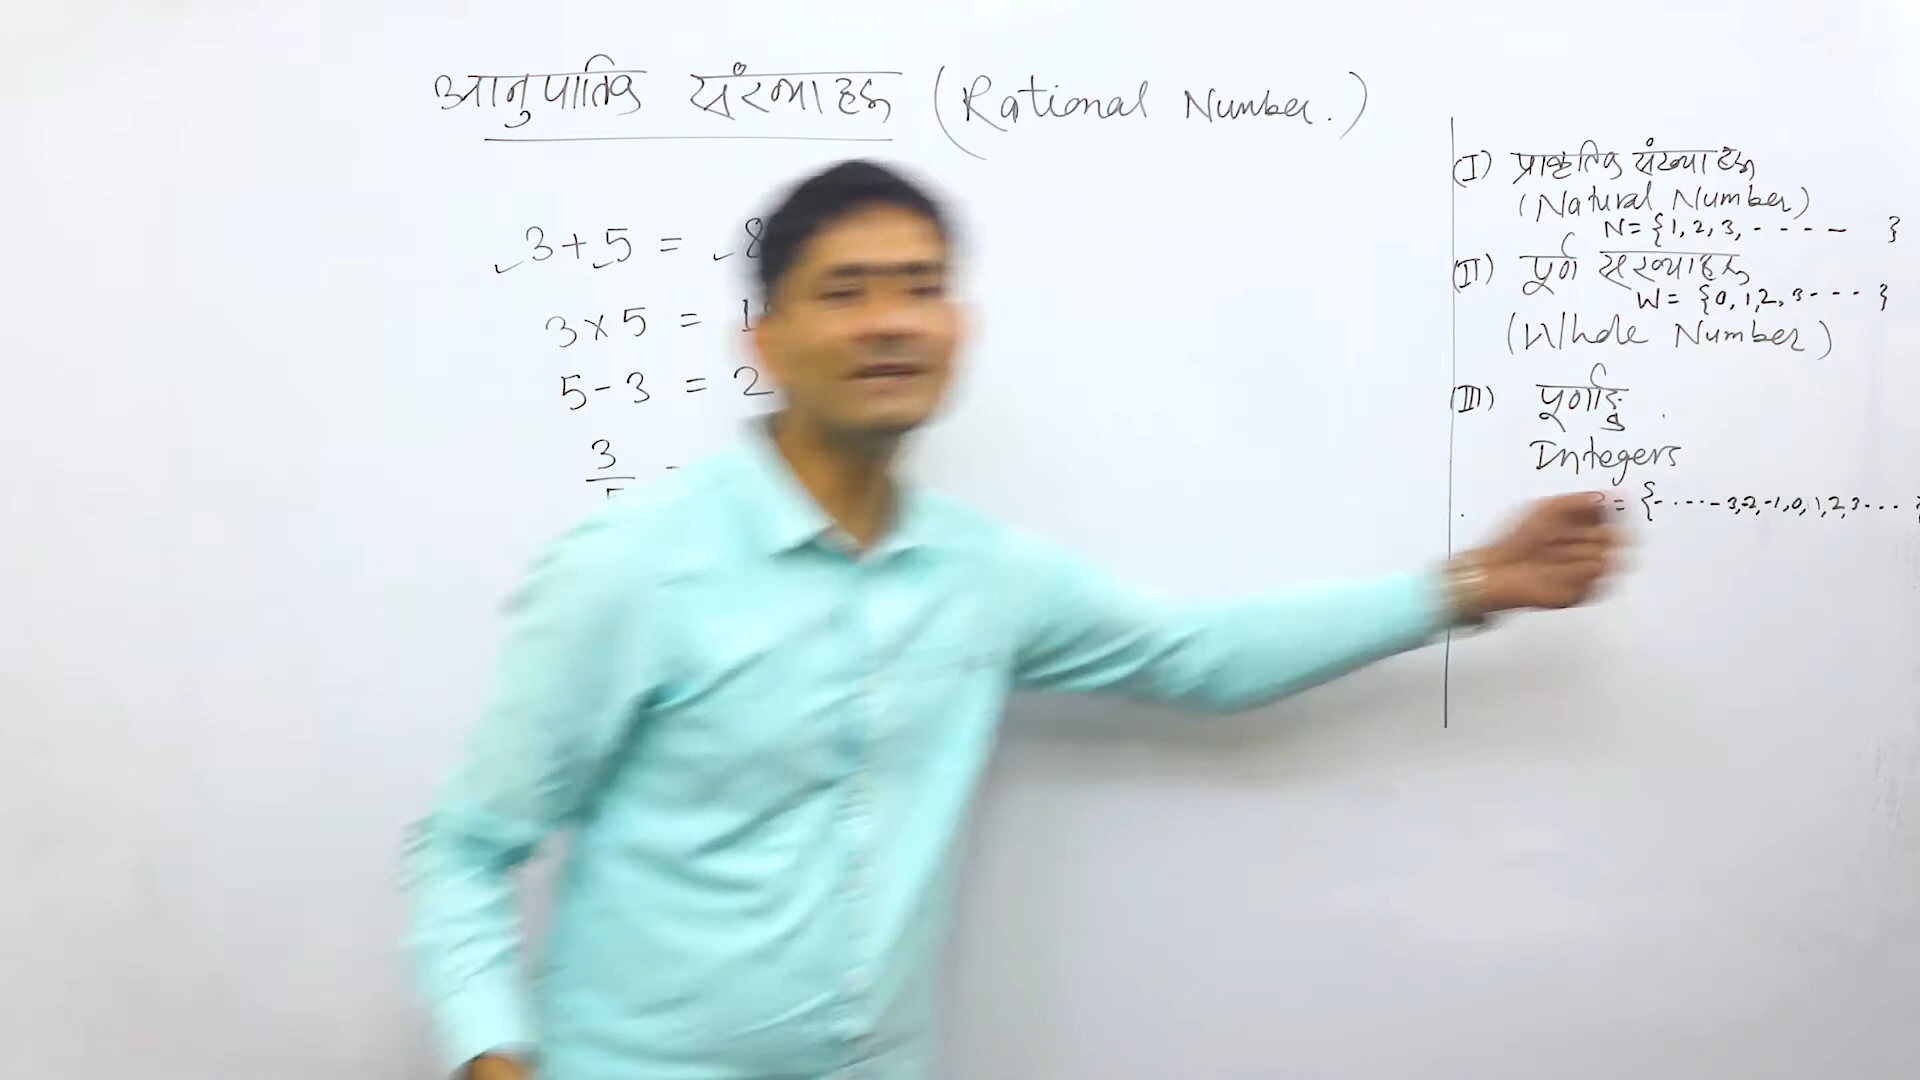 आनुपातिक संख्याहरू (Rational Number.)
3+5 = 8
3×5 = 1
5-3 = 2
3
(I) प्राकृतिक संख्याहरू
(Natural Number)
N= {1, 2, 3, - - - - - }
(II) पूर्ण संख्याहरू
W = {0, 1, 2, 3 - - - }
(Whole Number)
(III) पूर्णाङ्क
Integers
= {- - - - - 3,-2,-1,0,1,2,3 - - - }